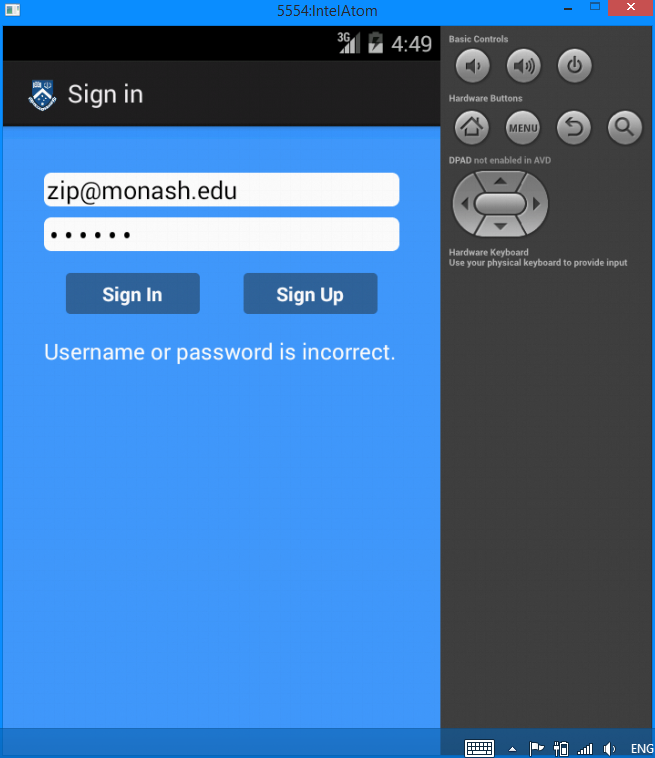 5554:IntelAtom
3G 4:49
Sign in
zip@monash.edu
Sign In Sign Up
Username or password is incorrect.
Basic Controls
Hardware Buttons
MENU
DPAD not enabled in AVD
Hardware Keyboard
Use your physical keyboard to provide input
ENG